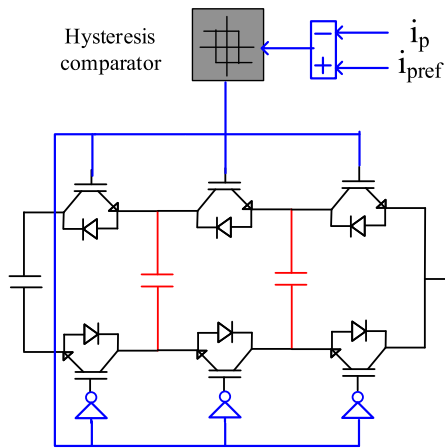 Hysteresis
comparator
i_p
i_pref
−
+